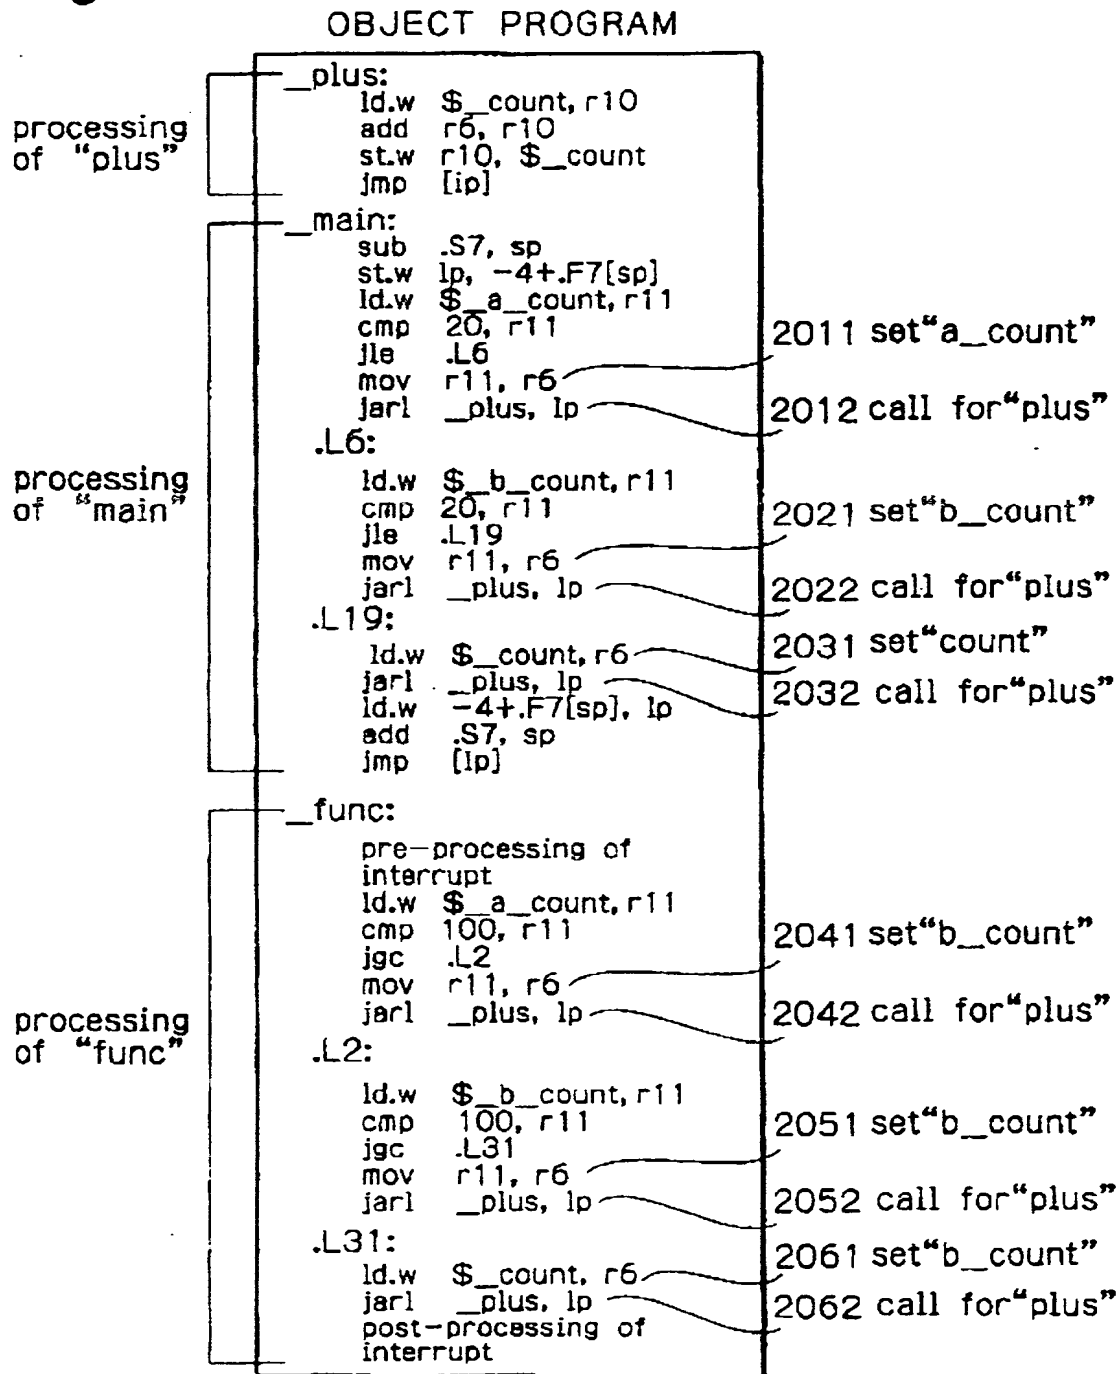 OBJECT PROGRAM
processing
of “plus”
_plus:
ld.w $_count, r10
add r6, r10
st.w r10, $_count
jmp [ip]
processing
of “main”
_main:
sub .S7, sp
st.w lp, -4+.F7[sp]
ld.w $_a_count, r11
cmp 20, r11
jle .L6
mov r11, r6
2011 set“a_count”
jarl _plus, lp
2012 call for“plus”
.L6:
ld.w $_b_count, r11
cmp 20, r11
jle .L19
mov r11, r6
2021 set“b_count”
jarl _plus, lp
2022 call for“plus”
.L19:
ld.w $_count, r6
2031 set“count”
jarl _plus, lp
2032 call for“plus”
ld.w -4+.F7[sp], lp
add .S7, sp
jmp [lp]
processing
of “func”
_func:
pre-processing of
interrupt
ld.w $_a_count, r11
cmp 100, r11
jgc .L2
mov r11, r6
2041 set“b_count”
jarl _plus, lp
2042 call for“plus”
.L2:
ld.w $_b_count, r11
cmp 100, r11
jgc .L31
mov r11, r6
2051 set“b_count”
jarl _plus, lp
2052 call for“plus”
.L31:
ld.w $_count, r6
2061 set“b_count”
jarl _plus, lp
2062 call for“plus”
post-processing of
interrupt